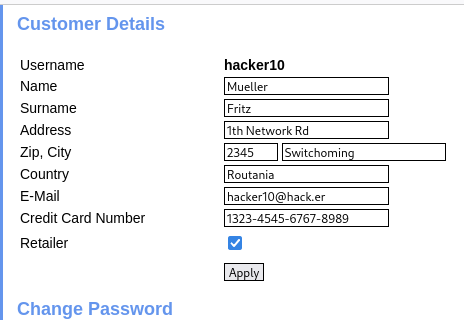 Customer Details
Username hacker10
Name Mueller
Surname Fritz
Address 1th Network Rd
Zip, City 2345 Switchoming
Country Routania
E-Mail hacker10@hack.er
Credit Card Number 1323-4545-6767-8989
Retailer
Apply
Change Password